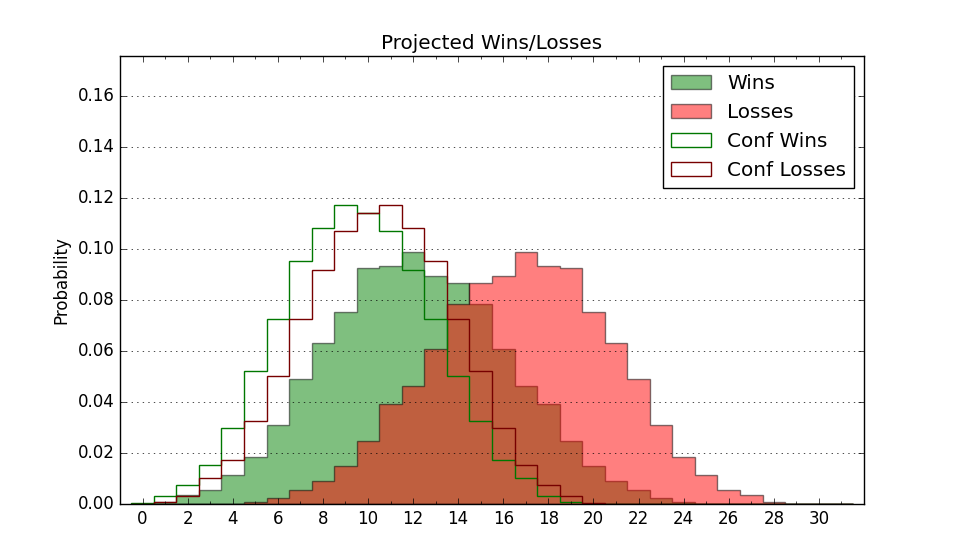 Projected Wins/Losses
Wins
Losses
Conf Wins
Conf Losses
Probability
0.16
0.14
0.12
0.10
0.08
0.06
0.04
0.02
0.00
0 2 4 6 8 10 12 14 16 18 20 22 24 26 28 30